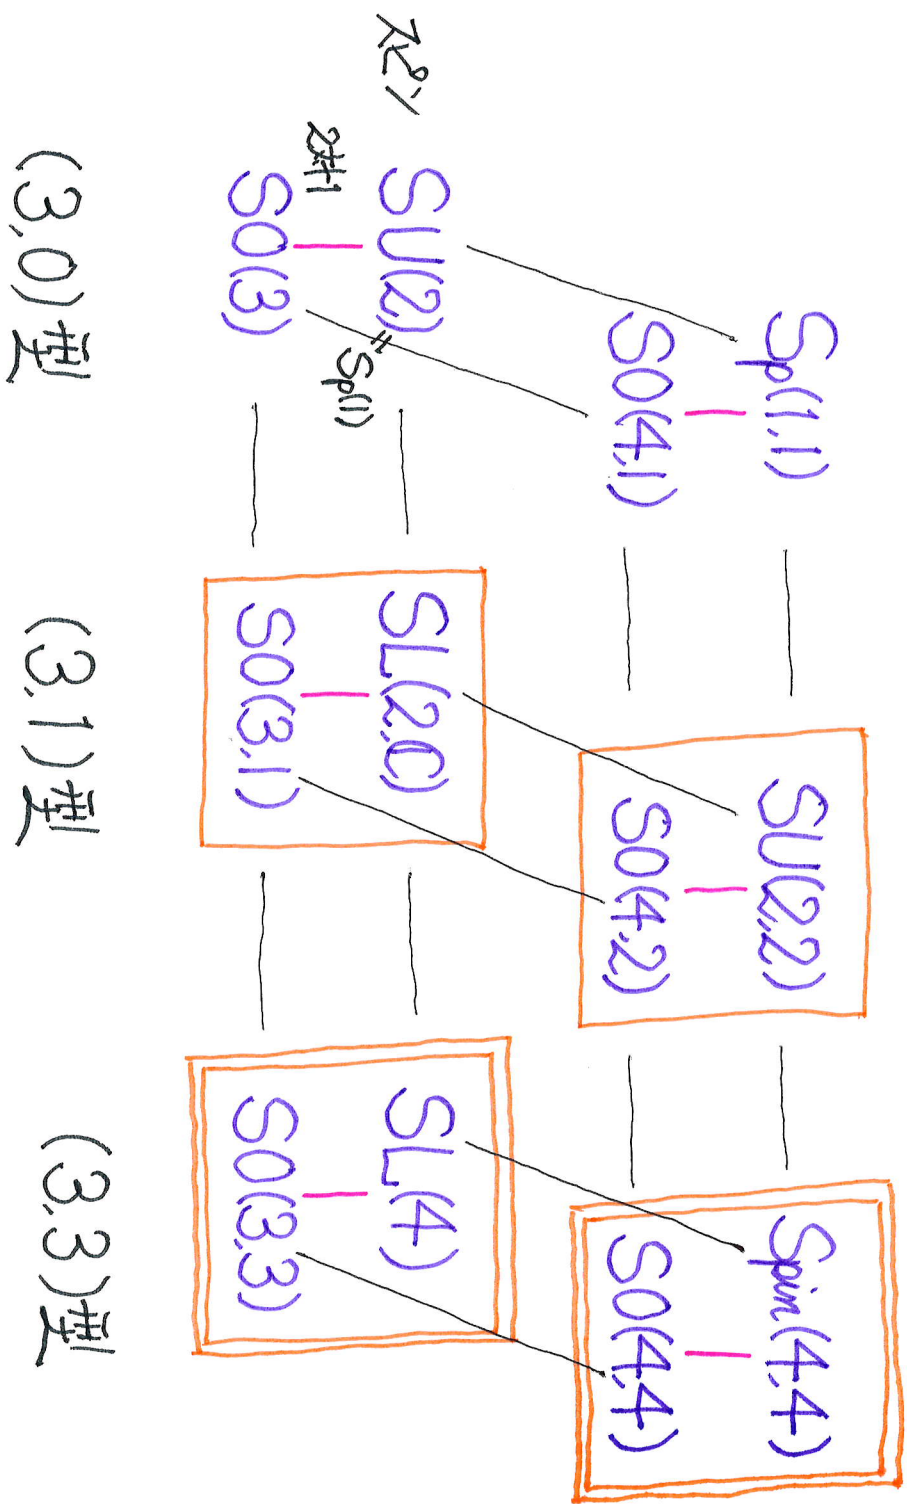 Sp(1,1) SU(2,2) Spin(4,4)
SO(4,1) SO(4,2) SO(4,4)
スピン SU(2) SL(2,C) SL(4)
= Sp(1)
2対1
SO(3) SO(3,1) SO(3,3)
(3,0)型 (3,1)型 (3,3)型